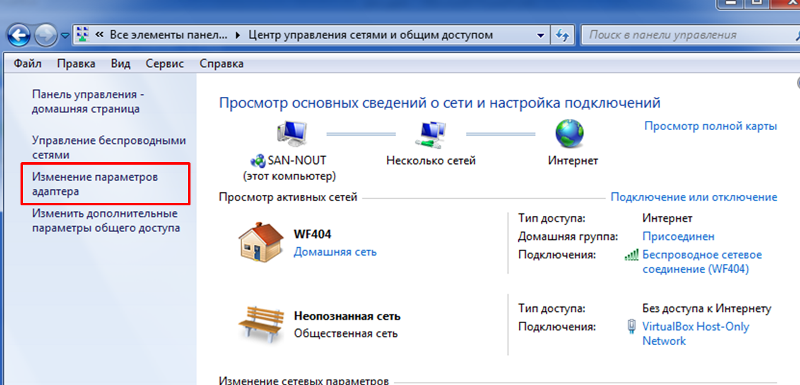 « Все элементы панел... ▸ Центр управления сетями и общим доступом
Поиск в панели управления
Файл Правка Вид Сервис Справка
Панель управления -
домашняя страница
Управление беспроводными
сетями
Изменение параметров
адаптера
Изменить дополнительные
параметры общего доступа
Просмотр основных сведений о сети и настройка подключений
Просмотр полной карты
SAN-NOUT
(этот компьютер)
Несколько сетей
Интернет
Просмотр активных сетей
Подключение или отключение
WF404
Домашняя сеть
Тип доступа: Интернет
Домашняя группа: Присоединен
Подключения: Беспроводное сетевое
соединение (WF404)
Неопознанная сеть
Общественная сеть
Тип доступа: Без доступа к Интернету
Подключения: VirtualBox Host-Only
Network
Изменение сетевых параметров